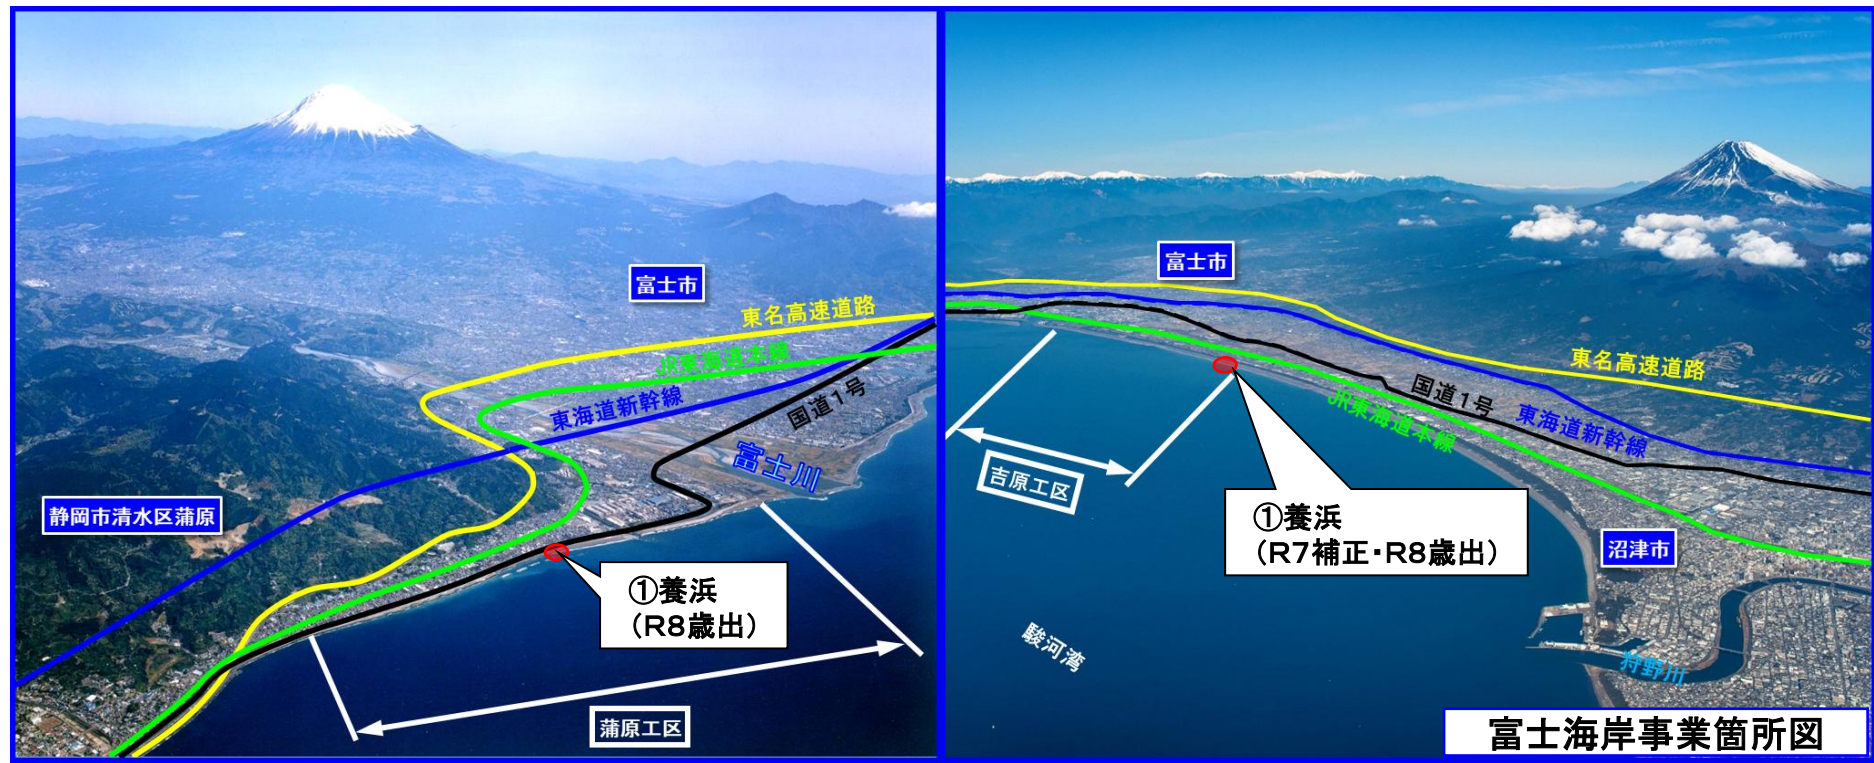 富士市
東名高速道路
JR東海道本線
東海道新幹線
国道1号
富士川
静岡市清水区蒲原
①養浜
（R8歳出）
蒲原工区
富士市
東名高速道路
国道1号
JR東海道本線
東海道新幹線
吉原工区
①養浜
（R7補正・R8歳出）
沼津市
駿河湾
狩野川
富士海岸事業箇所図